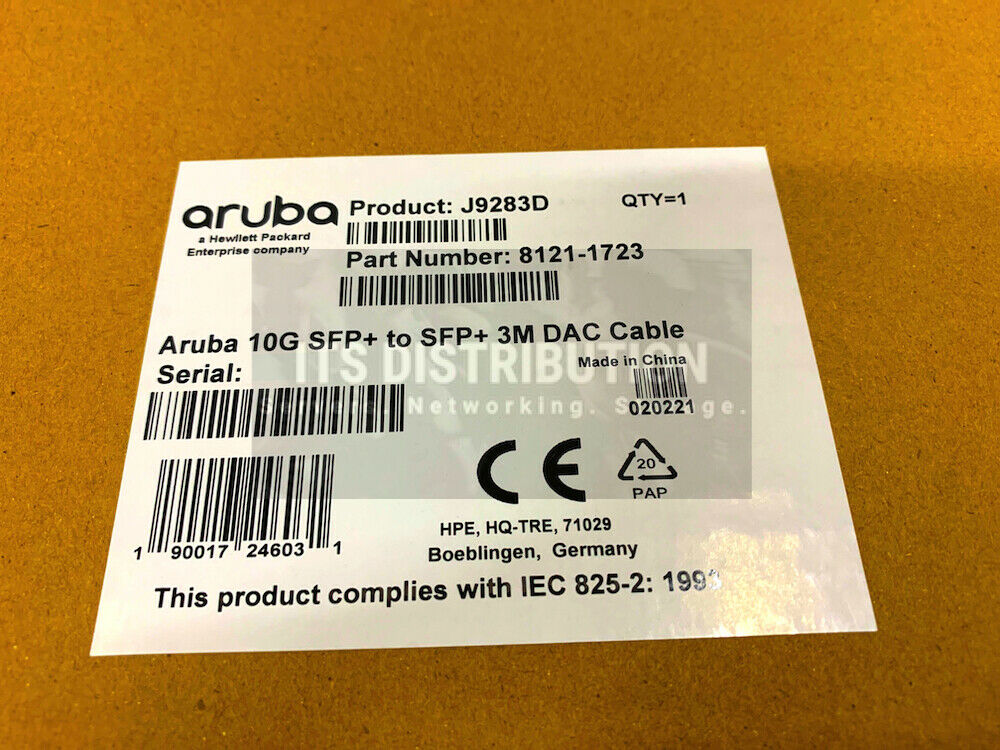 aruba
a Hewlett Packard
Enterprise company
Product: J9283D
QTY=1
Part Number: 8121-1723
Aruba 10G SFP+ to SFP+ 3M DAC Cable
Serial:
Made in China
020221
ITS DISTRIBUTION
Servers. Networking. Storage.
CE
20
PAP
1 90017 24603 1
HPE, HQ-TRE, 71029
Boeblingen, Germany
This product complies with IEC 825-2: 1993